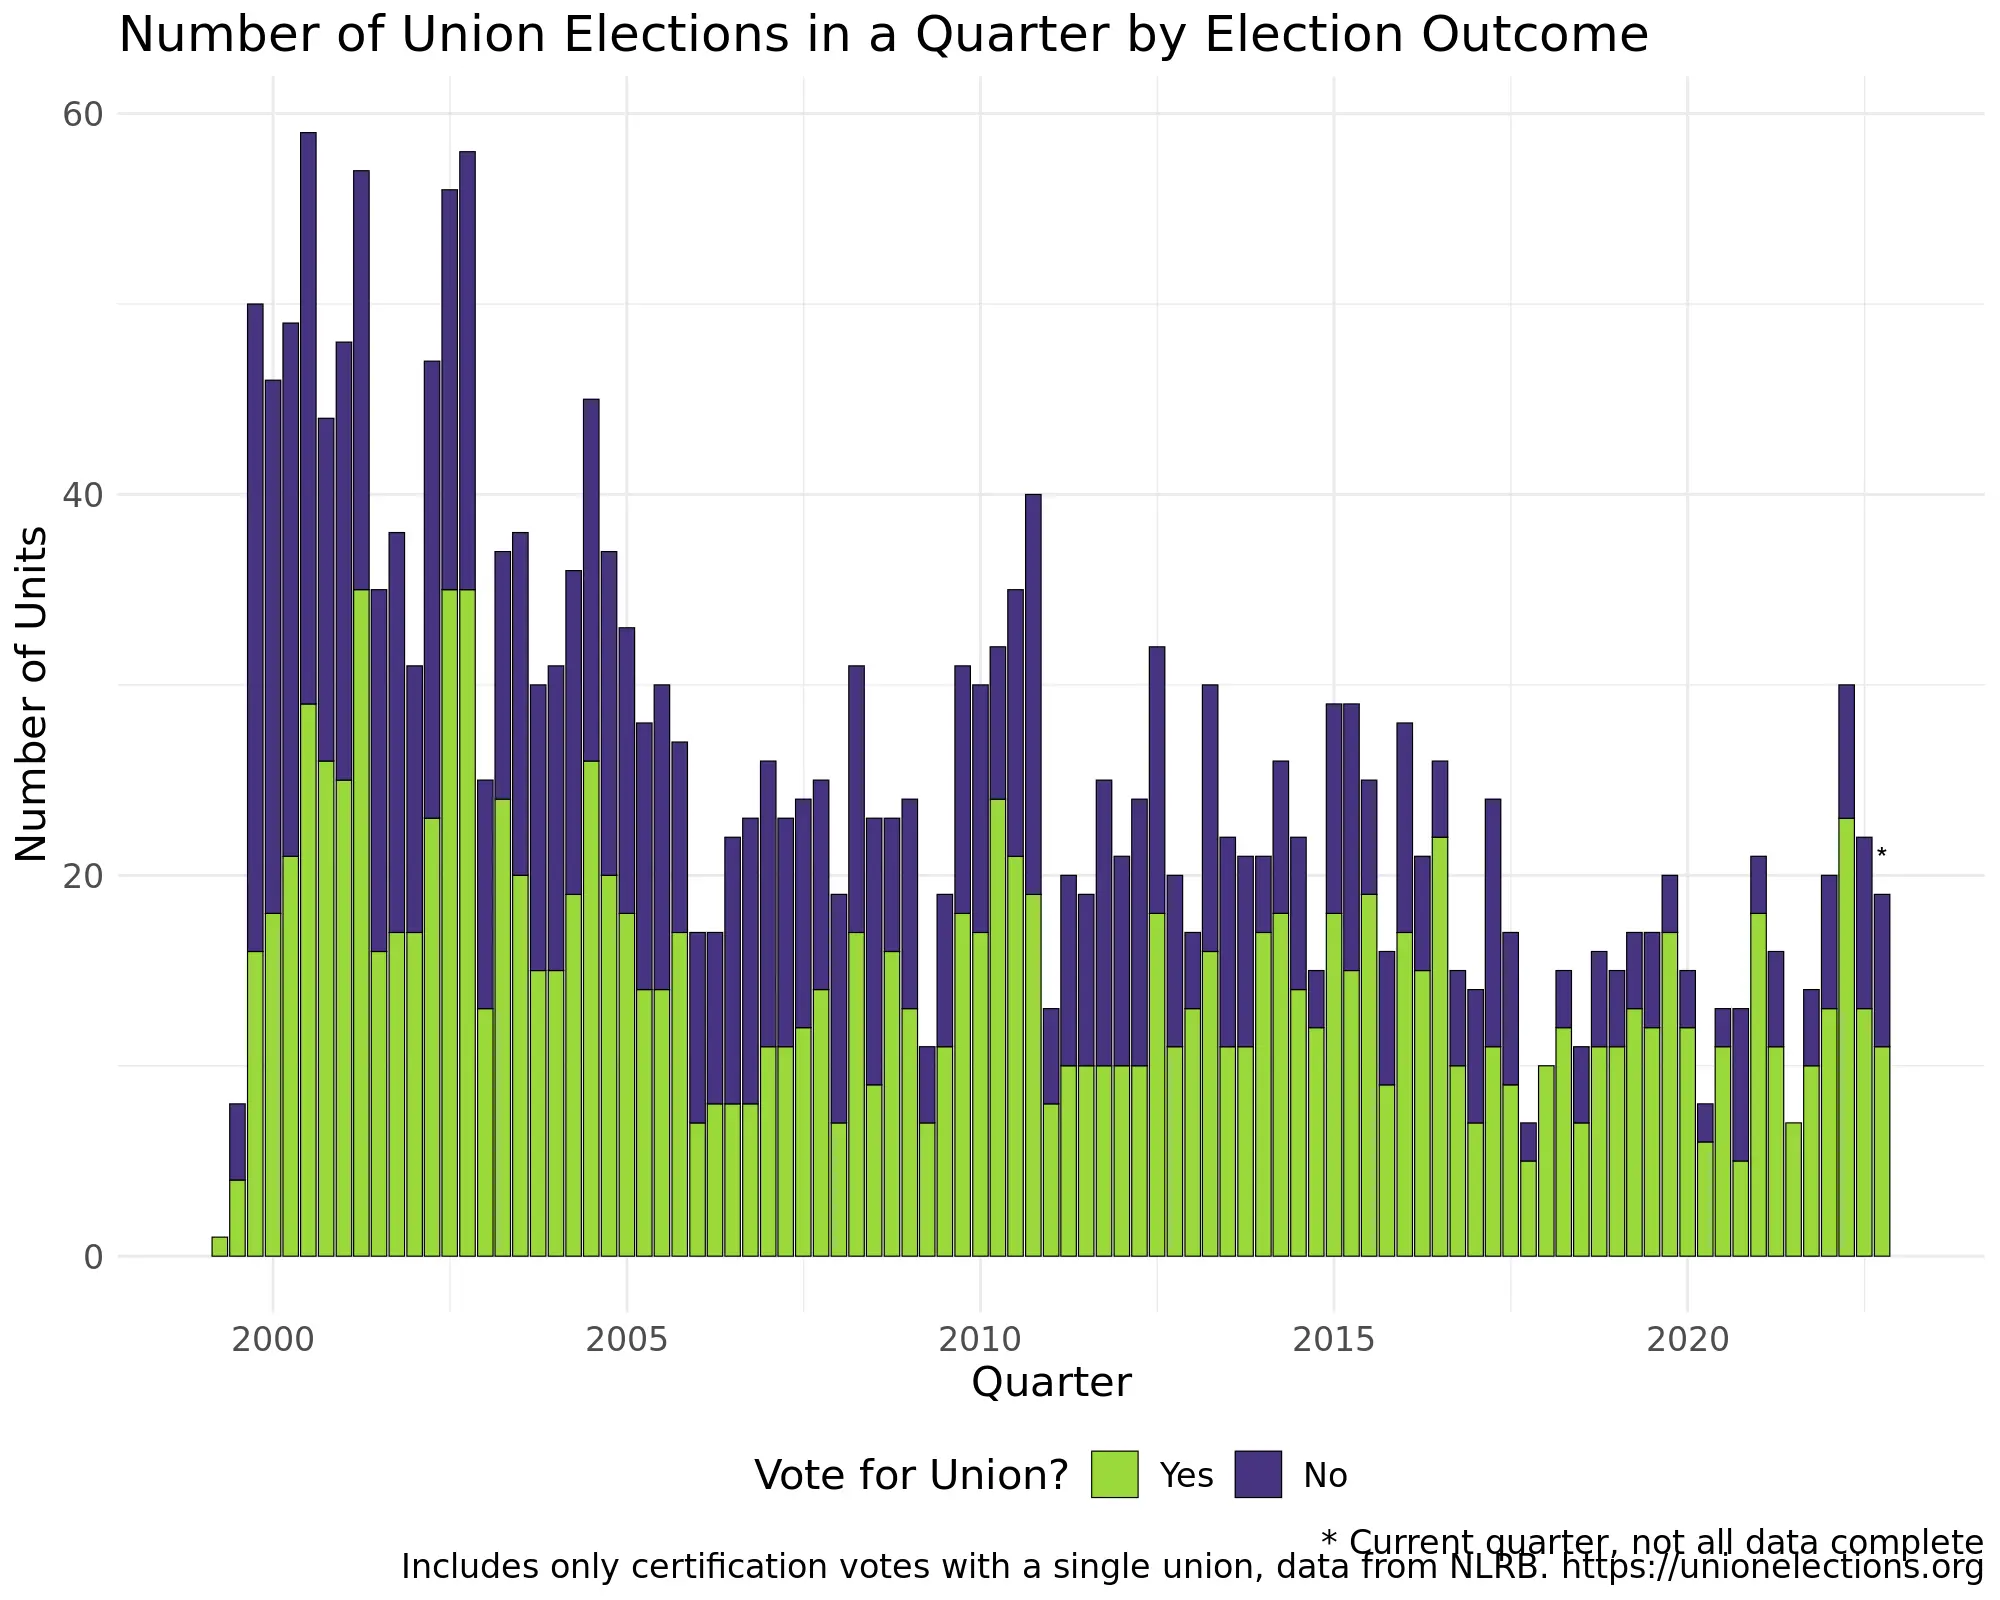 Number of Union Elections in a Quarter by Election Outcome
60
40
20
0
Number of Units
*
2000 2005 2010 2015 2020
Quarter
Vote for Union? Yes No
* Current quarter, not all data complete
Includes only certification votes with a single union, data from NLRB. https://unionelections.org